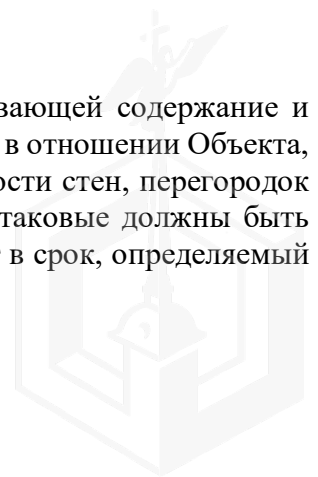 вающей содержание и
в отношении Объекта,
ости стен, перегородок
таковые должны быть
в срок, определяемый